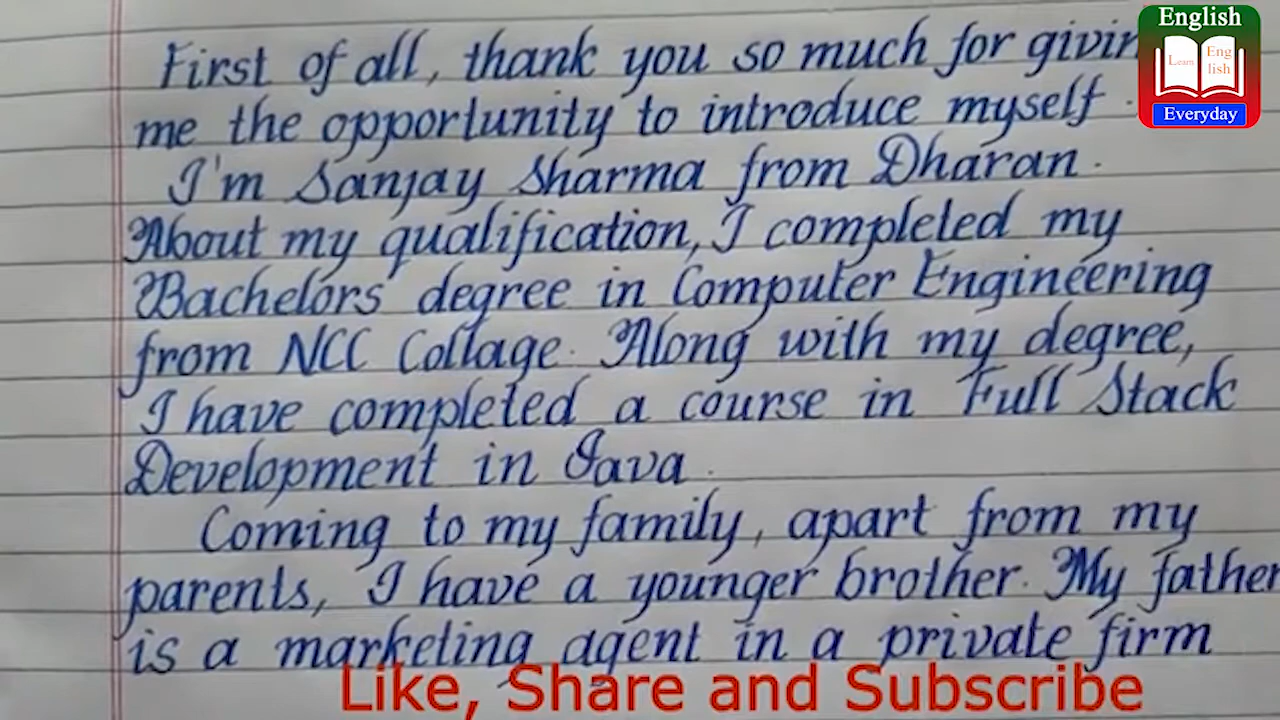 First of all, thank you so much for givin
me the opportunity to introduce myself.
I'm Sanjay Sharma from Dharan.
About my qualification, I completed my
Bachelors degree in Computer Engineering
from NCC Collage. Along with my degree,
I have completed a course in Full Stack
Development in Java.
Coming to my family, apart from my
parents, I have a younger brother. My father
is a marketing agent in a private firm
Like, Share and Subscribe
English
Learn Eng
lish
Everyday